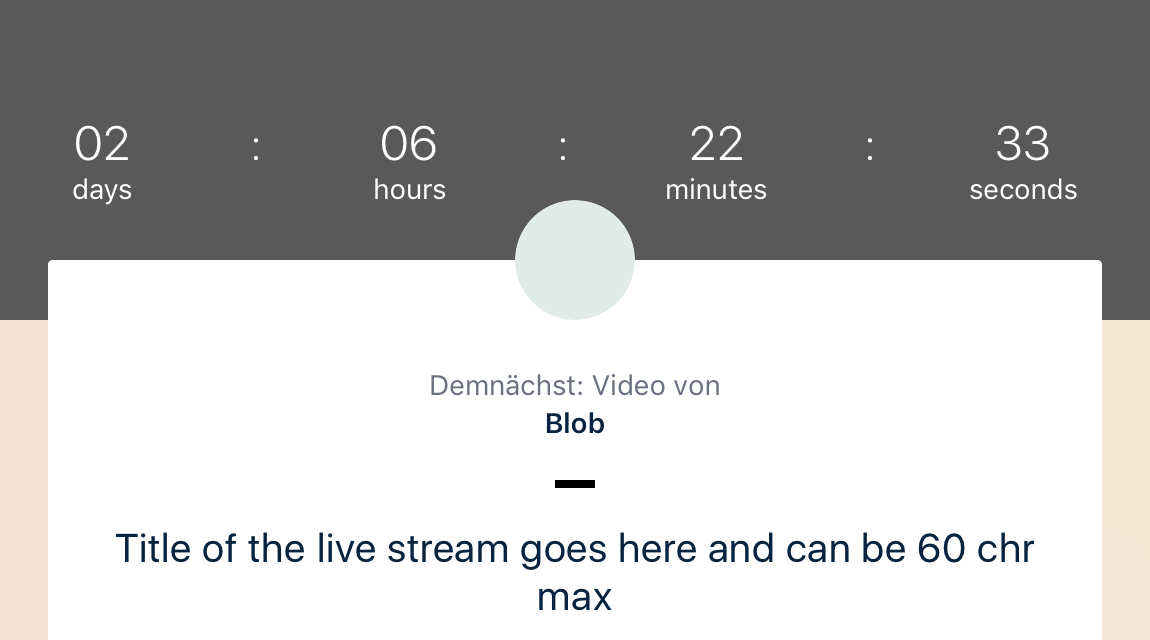 02 : 06 : 22 : 33
days hours minutes seconds
Demnächst: Video von
Blob
Title of the live stream goes here and can be 60 chr
max